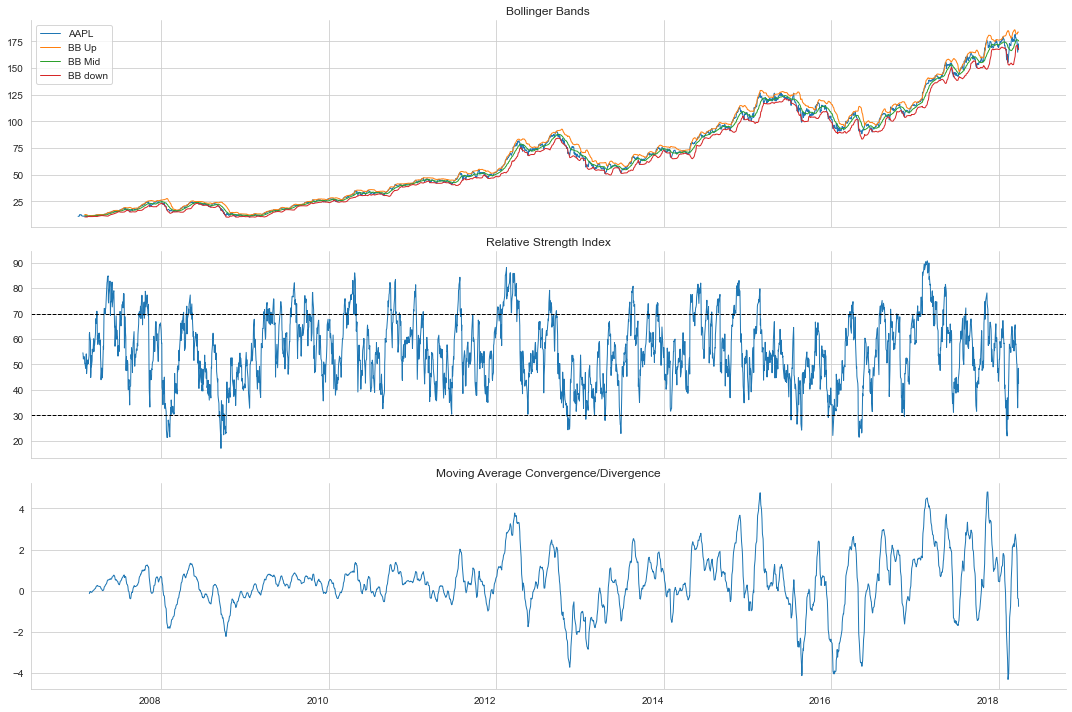 Bollinger Bands
AAPL
BB Up
BB Mid
BB down
175
150
125
100
75
50
25
Relative Strength Index
90
80
70
60
50
40
30
20
Moving Average Convergence/Divergence
4
2
0
−2
−4
2008 2010 2012 2014 2016 2018